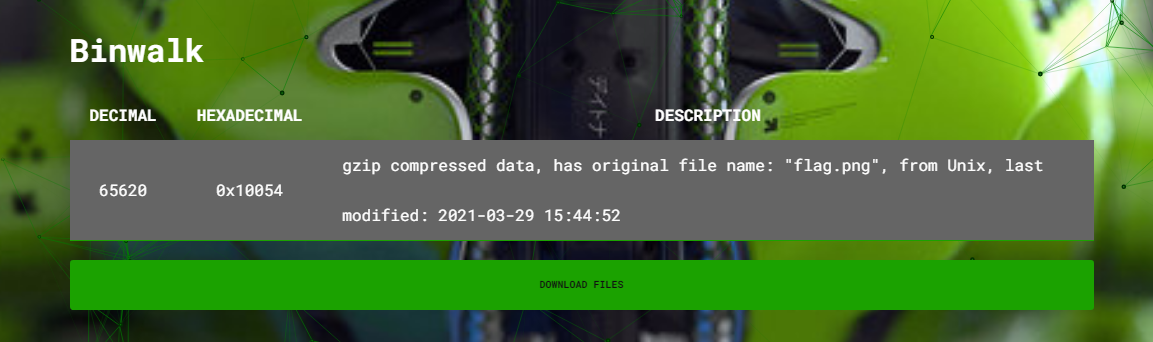 Binwalk
DECIMAL HEXADECIMAL DESCRIPTION
gzip compressed data, has original file name: "flag.png", from Unix, last
65620 0x10054
modified: 2021-03-29 15:44:52
DOWNLOAD FILES